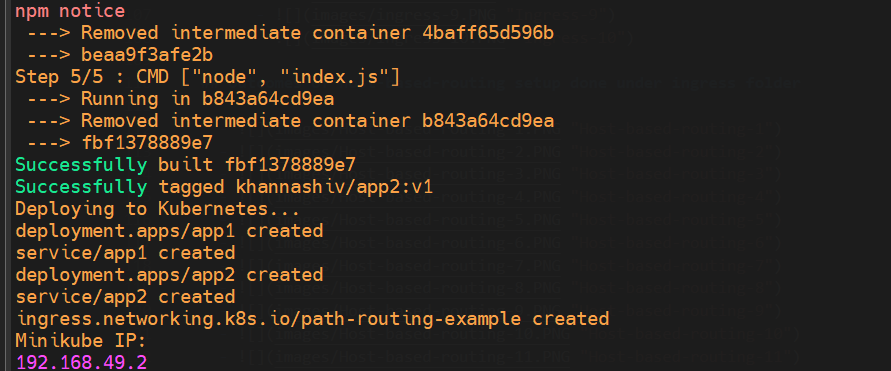 npm notice
 ---> Removed intermediate container 4baff65d596b
 ---> beaa9f3afe2b
Step 5/5 : CMD ["node", "index.js"]
 ---> Running in b843a64cd9ea
 ---> Removed intermediate container b843a64cd9ea
 ---> fbf1378889e7
Successfully built fbf1378889e7
Successfully tagged khannashiv/app2:v1
Deploying to Kubernetes...
deployment.apps/app1 created
service/app1 created
deployment.apps/app2 created
service/app2 created
ingress.networking.k8s.io/path-routing-example created
Minikube IP:
192.168.49.2